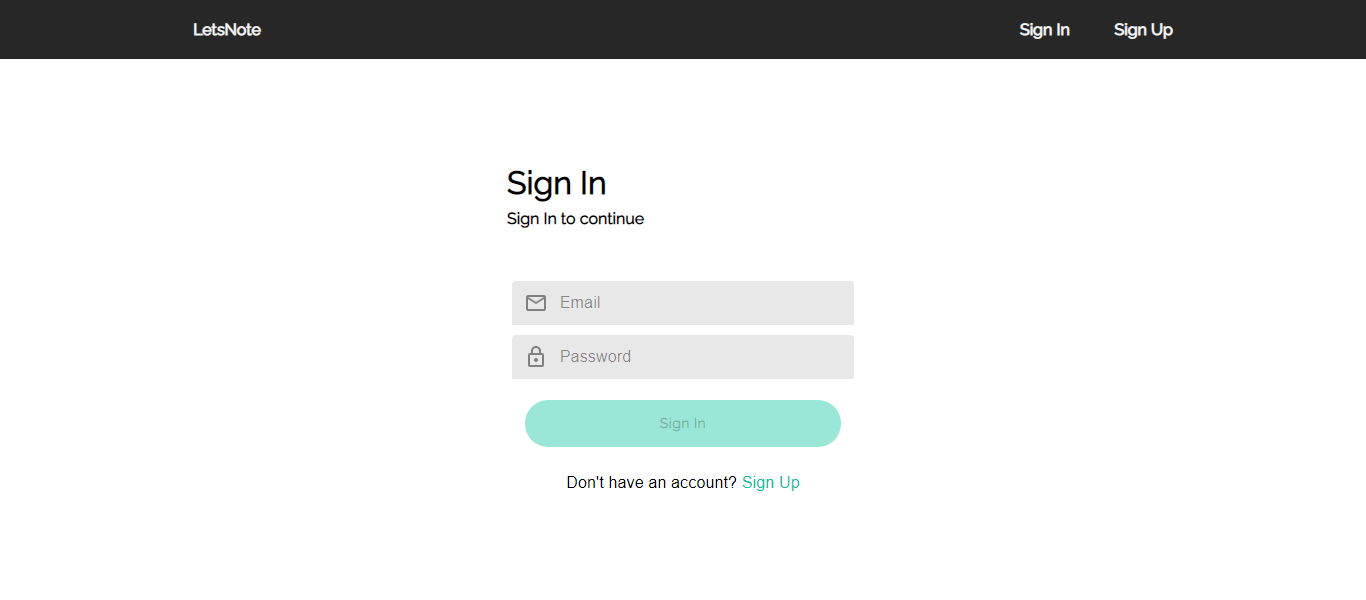 LetsNote Sign In Sign Up
Sign In
Sign In to continue
Email
Password
Sign In
Don't have an account? Sign Up